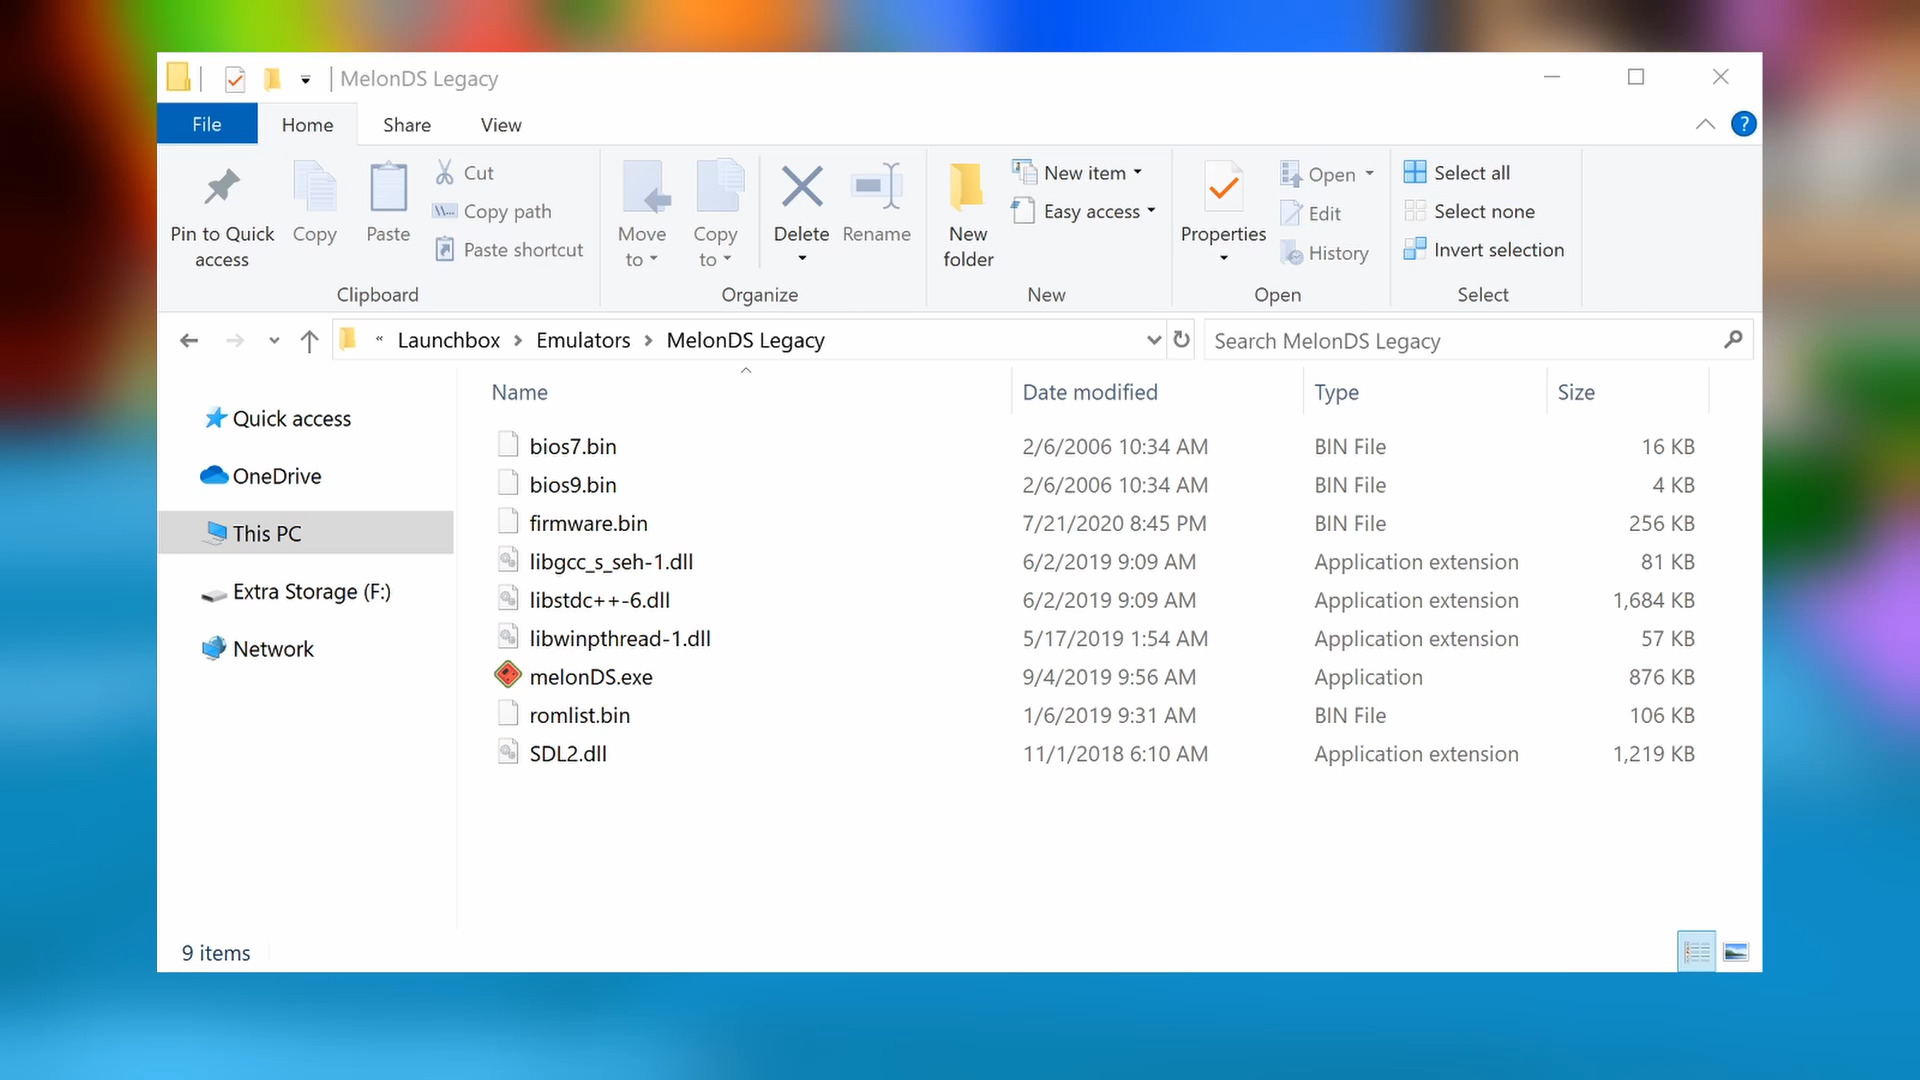 MelonDS Legacy
File Home Share View
Pin to Quick access
Copy
Paste
Cut
Copy path
Paste shortcut
Clipboard
Move to
Copy to
Delete
Rename
Organize
New folder
New item
Easy access
New
Properties
Open
Edit
History
Open
Select all
Select none
Invert selection
Select
« Launchbox > Emulators > MelonDS Legacy
Search MelonDS Legacy
Quick access
OneDrive
This PC
Extra Storage (F:)
Network
Name Date modified Type Size
bios7.bin 2/6/2006 10:34 AM BIN File 16 KB
bios9.bin 2/6/2006 10:34 AM BIN File 4 KB
firmware.bin 7/21/2020 8:45 PM BIN File 256 KB
libgcc_s_seh-1.dll 6/2/2019 9:09 AM Application extension 81 KB
libstdc++-6.dll 6/2/2019 9:09 AM Application extension 1,684 KB
libwinpthread-1.dll 5/17/2019 1:54 AM Application extension 57 KB
melonDS.exe 9/4/2019 9:56 AM Application 876 KB
romlist.bin 1/6/2019 9:31 AM BIN File 106 KB
SDL2.dll 11/1/2018 6:10 AM Application extension 1,219 KB
9 items